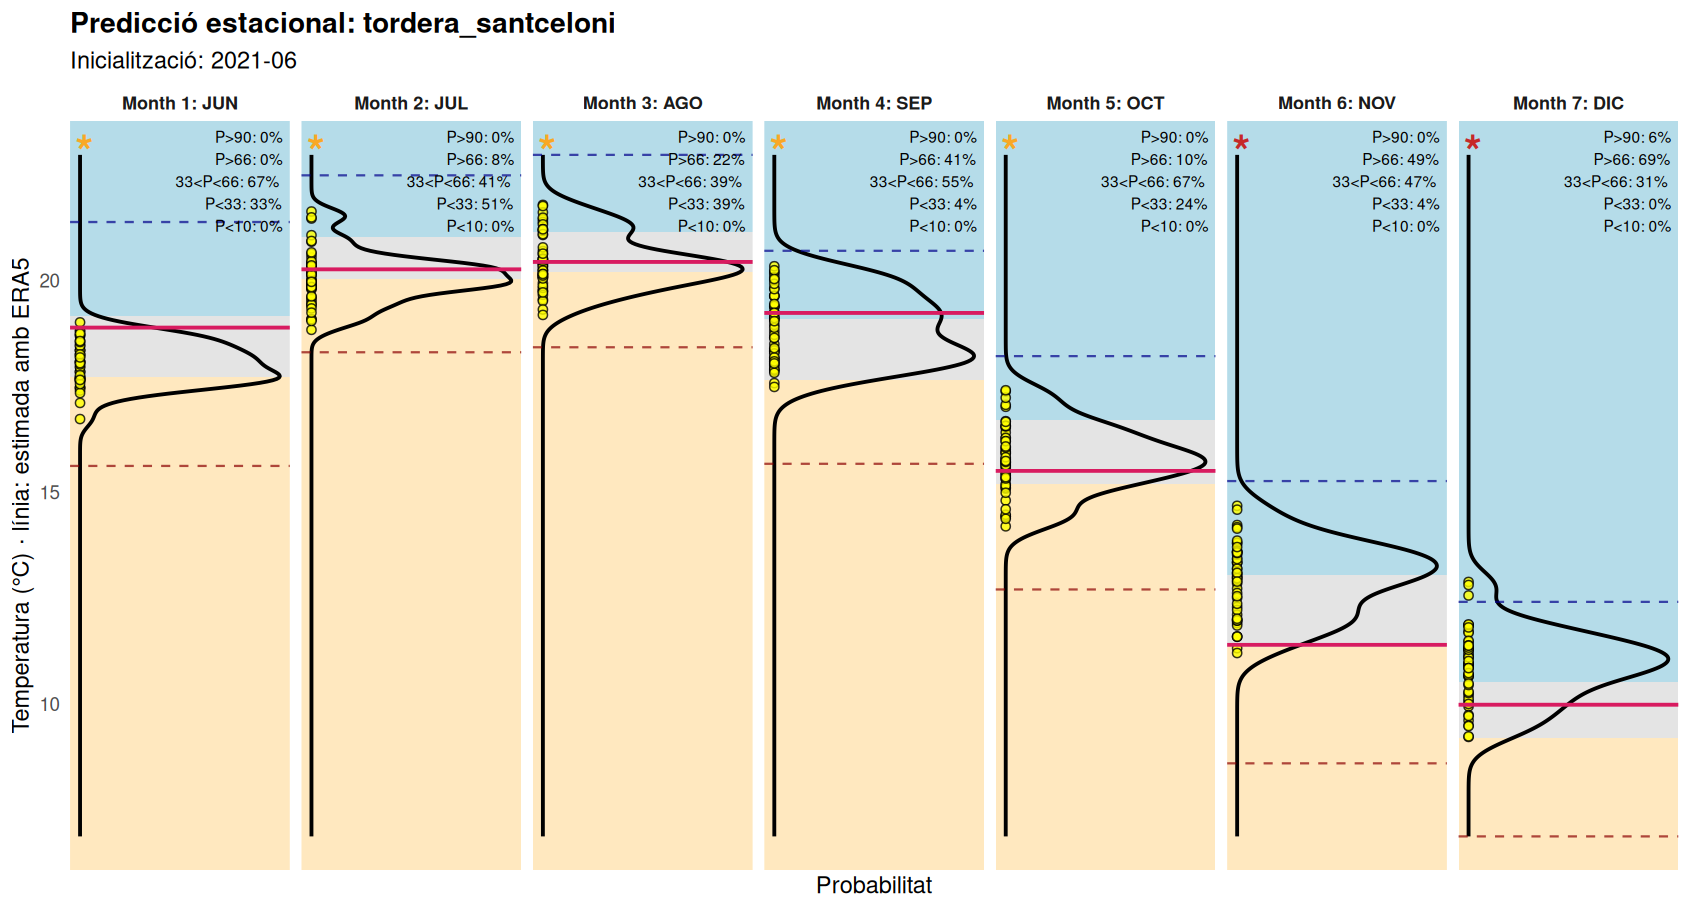 Predicció estacional: tordera_santceloni
Inicialització: 2021-06
Month 1: JUN
Month 2: JUL
Month 3: AGO
Month 4: SEP
Month 5: OCT
Month 6: NOV
Month 7: DIC
*
P>90: 0%
P>66: 0%
33<P<66: 67%
P<33: 33%
P<10: 0%
*
P>90: 0%
P>66: 8%
33<P<66: 41%
P<33: 51%
P<10: 0%
*
P>90: 0%
P>66: 22%
33<P<66: 39%
P<33: 39%
P<10: 0%
*
P>90: 0%
P>66: 41%
33<P<66: 55%
P<33: 4%
P<10: 0%
*
P>90: 0%
P>66: 10%
33<P<66: 67%
P<33: 24%
P<10: 0%
*
P>90: 0%
P>66: 49%
33<P<66: 47%
P<33: 4%
P<10: 0%
*
P>90: 6%
P>66: 69%
33<P<66: 31%
P<33: 0%
P<10: 0%
Temperatura (°C) · línia: estimada amb ERA5
20
15
10
Probabilitat